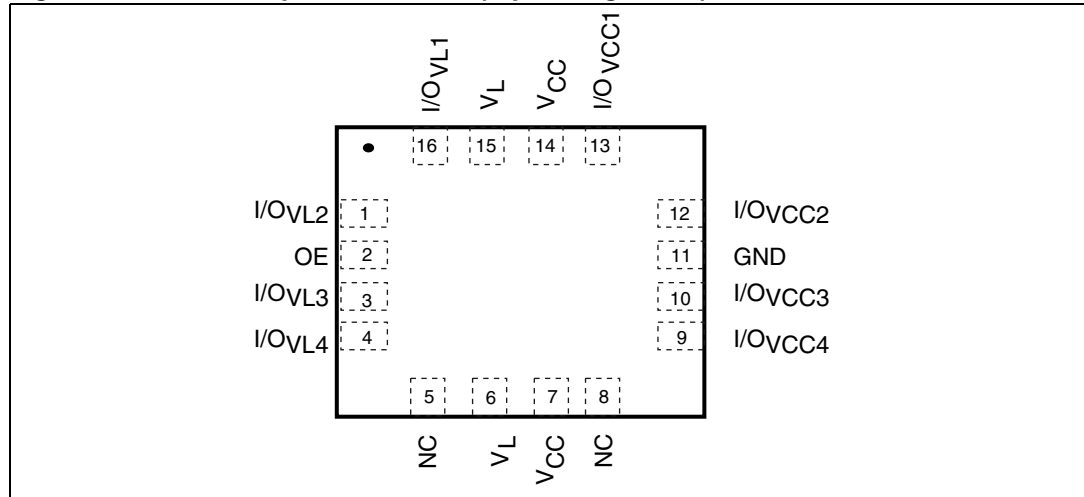 I/OVL1 VL VCC I/OVCC1
16 15 14 13
I/OVL2 1 12 I/OVCC2
OE 2 11 GND
I/OVL3 3 10 I/OVCC3
I/OVL4 4 9 I/OVCC4
5 6 7 8
NC VL VCC NC